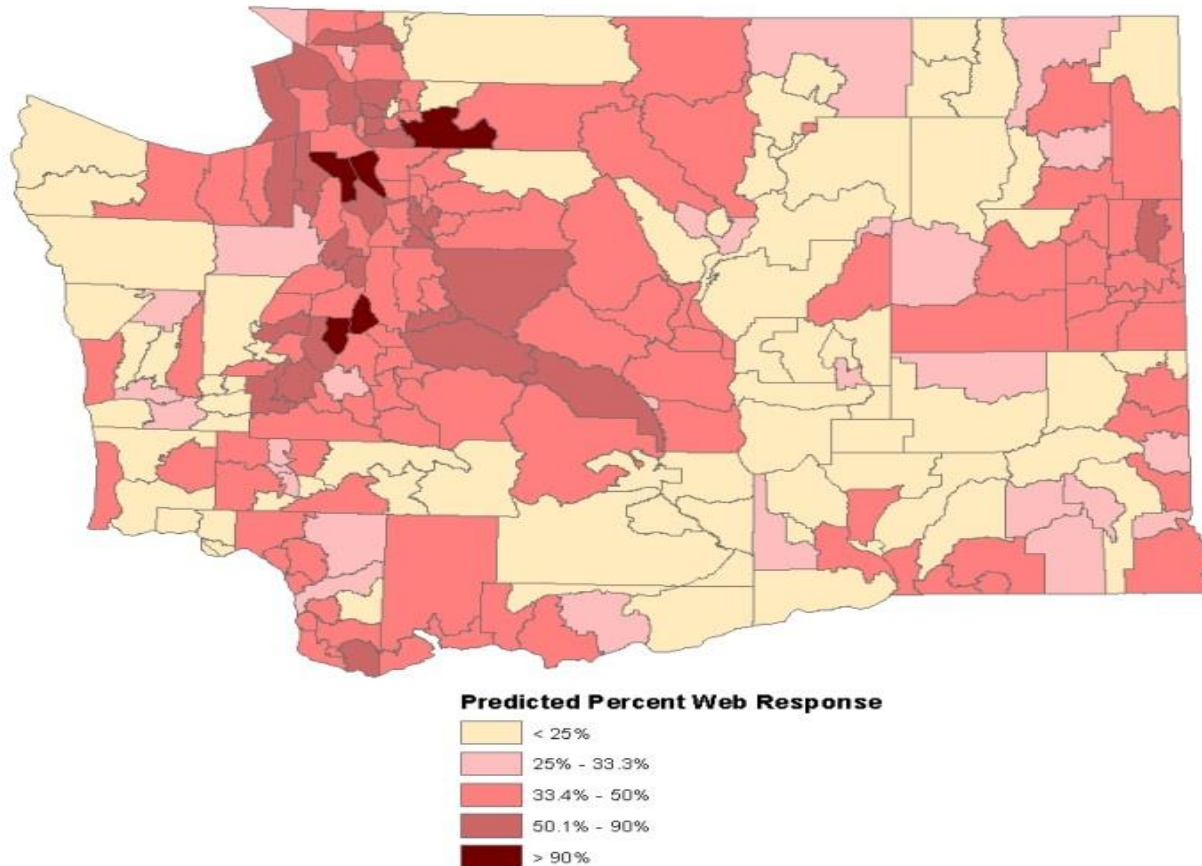 Predicted Percent Web Response
< 25%
25% - 33.3%
33.4% - 50%
50.1% - 90%
> 90%